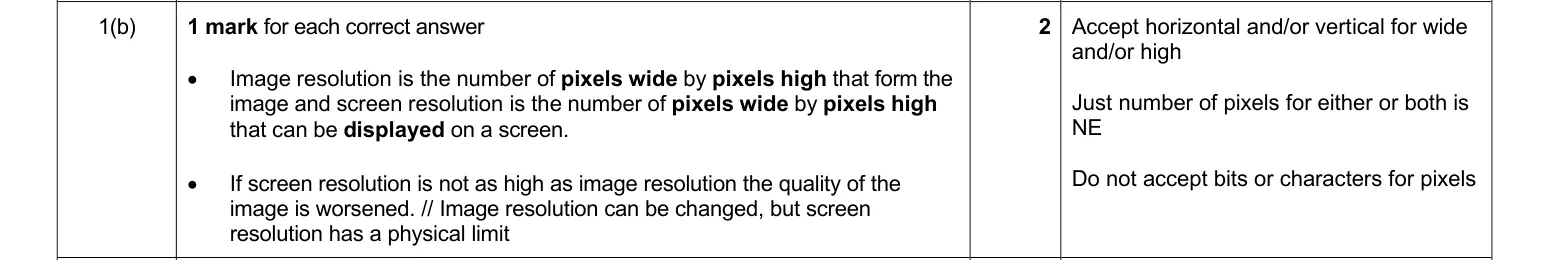 1(b)
1 mark for each correct answer
• Image resolution is the number of pixels wide by pixels high that form the
image and screen resolution is the number of pixels wide by pixels high
that can be displayed on a screen.
• If screen resolution is not as high as image resolution the quality of the
image is worsened. // Image resolution can be changed, but screen
resolution has a physical limit
2
Accept horizontal and/or vertical for wide
and/or high
Just number of pixels for either or both is
NE
Do not accept bits or characters for pixels